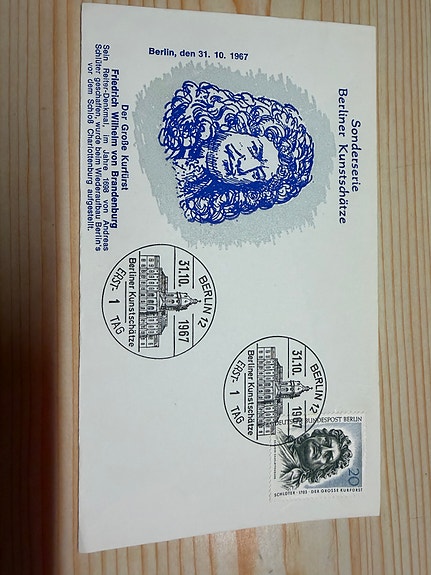 Sonderserie
Berliner Kunstschätze
Berlin, den 31. 10. 1967
Der Große Kurfürst
Friedrich Wilhelm von Brandenburg
Sein Reiter-Denkmal, im Jahre 1698 von Andreas
Schlüter geschaffen, wurde beim Wiederaufbau Berlin's
vor dem Schloß Charlottenburg aufgestellt.
BERLIN 12
31.10. 1967
Berliner Kunstschätze
ERST- 1 TAG
BERLIN 12
31.10. 1967
Berliner Kunstschätze
ERST- 1 TAG
DEUTSCHE BUNDESPOST BERLIN
20
SCHLÜTER · 1703 · DER GROSSE KURFÜRST